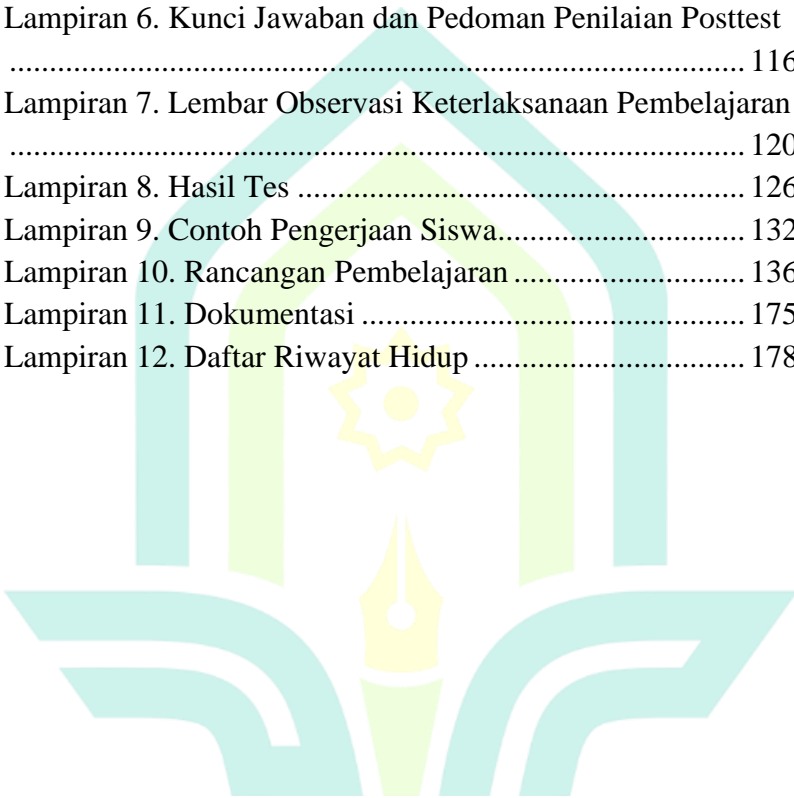 Lampiran 6. Kunci Jawaban dan Pedoman Penilaian Posttest
.......................................................................................... 116
Lampiran 7. Lembar Observasi Keterlaksanaan Pembelajaran
.......................................................................................... 120
Lampiran 8. Hasil Tes ....................................................... 126
Lampiran 9. Contoh Pengerjaan Siswa.............................. 132
Lampiran 10. Rancangan Pembelajaran ............................ 136
Lampiran 11. Dokumentasi ............................................... 175
Lampiran 12. Daftar Riwayat Hidup ................................. 178